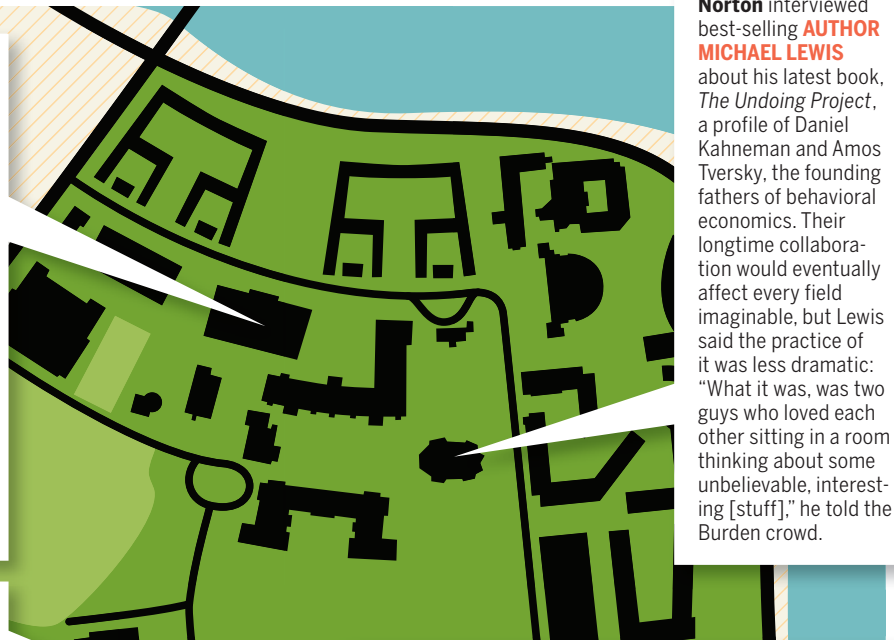 Norton interviewed
best-selling AUTHOR
MICHAEL LEWIS
about his latest book,
The Undoing Project,
a profile of Daniel
Kahneman and Amos
Tversky, the founding
fathers of behavioral
economics. Their
longtime collabora-
tion would eventually
affect every field
imaginable, but Lewis
said the practice of
it was less dramatic:
“What it was, was two
guys who loved each
other sitting in a room
thinking about some
unbelievable, interest-
ing [stuff],” he told the
Burden crowd.